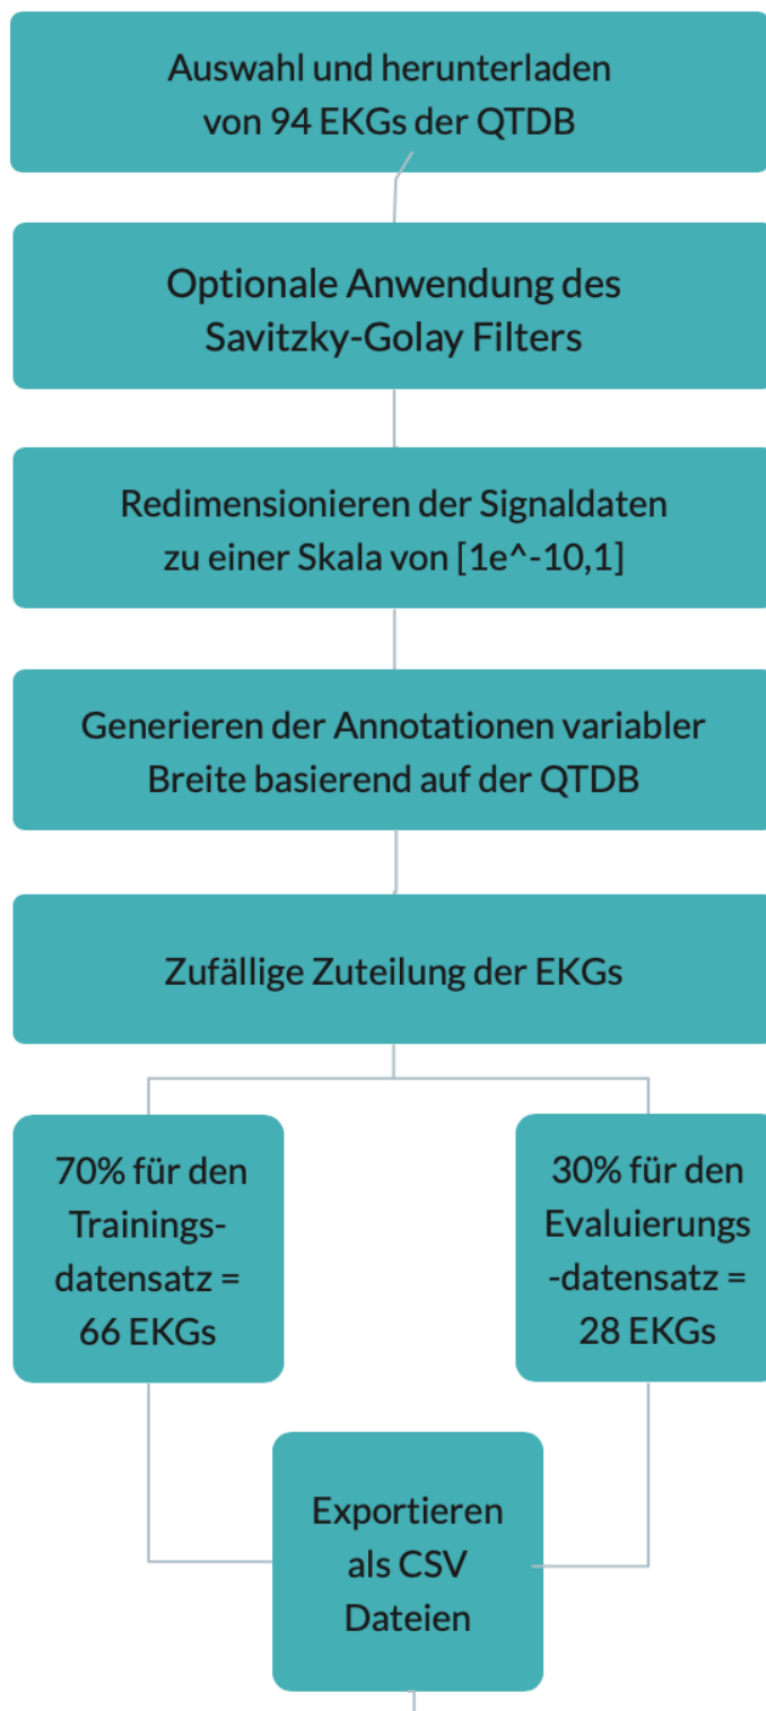 Auswahl und herunterladen
von 94 EKGs der QTDB
Optionale Anwendung des
Savitzky-Golay Filters
Redimensionieren der Signaldaten
zu einer Skala von [1e^-10,1]
Generieren der Annotationen variabler
Breite basierend auf der QTDB
Zufällige Zuteilung der EKGs
70% für den
Trainings-
datensatz =
66 EKGs
30% für den
Evaluierungs
-datensatz =
28 EKGs
Exportieren
als CSV
Dateien